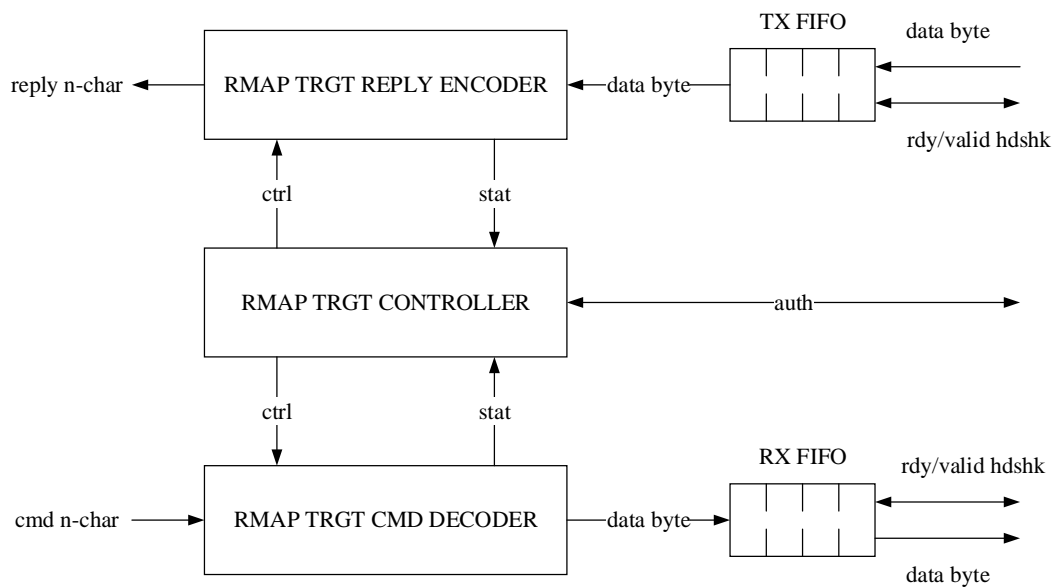 TX FIFO
data byte
reply n-char
RMAP TRGT REPLY ENCODER
data byte
rdy/valid hdshk
ctrl
stat
RMAP TRGT CONTROLLER
auth
ctrl
stat
RX FIFO
rdy/valid hdshk
cmd n-char
RMAP TRGT CMD DECODER
data byte
data byte